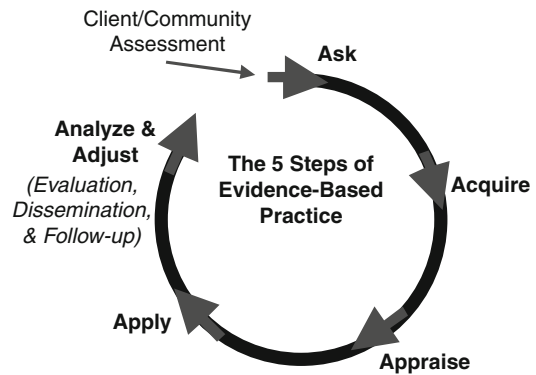 Client/Community
Assessment
Ask
Analyze &
Adjust
(Evaluation,
Dissemination,
& Follow-up)
The 5 Steps of
Evidence-Based
Practice
Acquire
Apply
Appraise